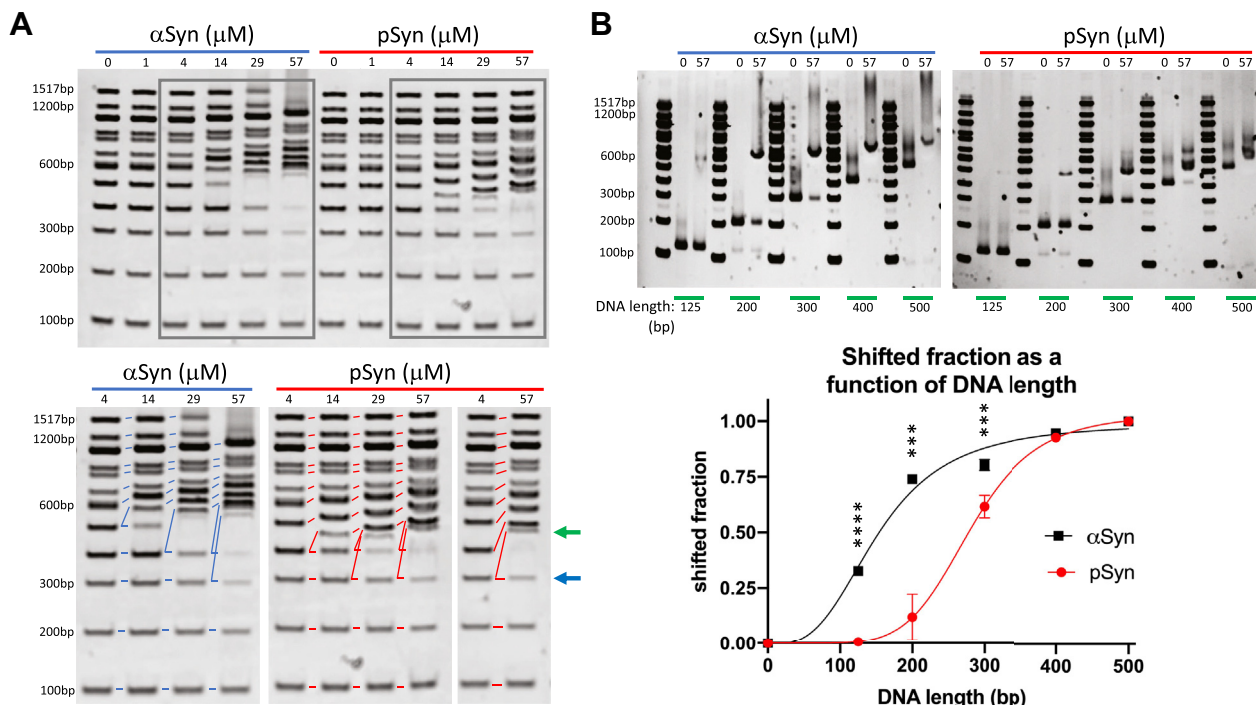 A
αSyn (μM)
pSyn (μM)
0 1 4 14 29 57
0 1 4 14 29 57
1517bp
1200bp
600bp
300bp
200bp
100bp
αSyn (μM)
pSyn (μM)
4 14 29 57
4 14 29 57
4 57
1517bp
1200bp
600bp
300bp
200bp
100bp
B
αSyn (μM)
pSyn (μM)
0 57 0 57 0 57 0 57 0 57
0 57 0 57 0 57 0 57 0 57
1517bp
1200bp
600bp
300bp
200bp
100bp
DNA length: 125 200 300 400 500
125 200 300 400 500
(bp)
Shifted fraction as a
function of DNA length
shifted fraction
1.00
0.75
0.50
0.25
0.00
****
***
***
αSyn
pSyn
0 100 200 300 400 500
DNA length (bp)